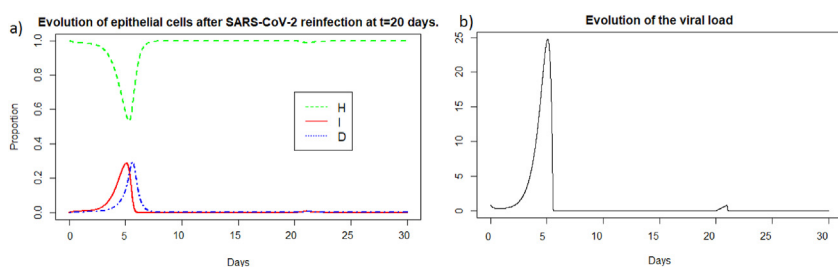 a)
Evolution of epithelial cells after SARS-CoV-2 reinfection at t=20 days.
Proportion
1.0
0.8
0.6
0.4
0.2
0.0
H
I
D
0 5 10 15 20 25 30
Days
b)
Evolution of the viral load
25
20
15
10
5
0
0 5 10 15 20 25 30
Days